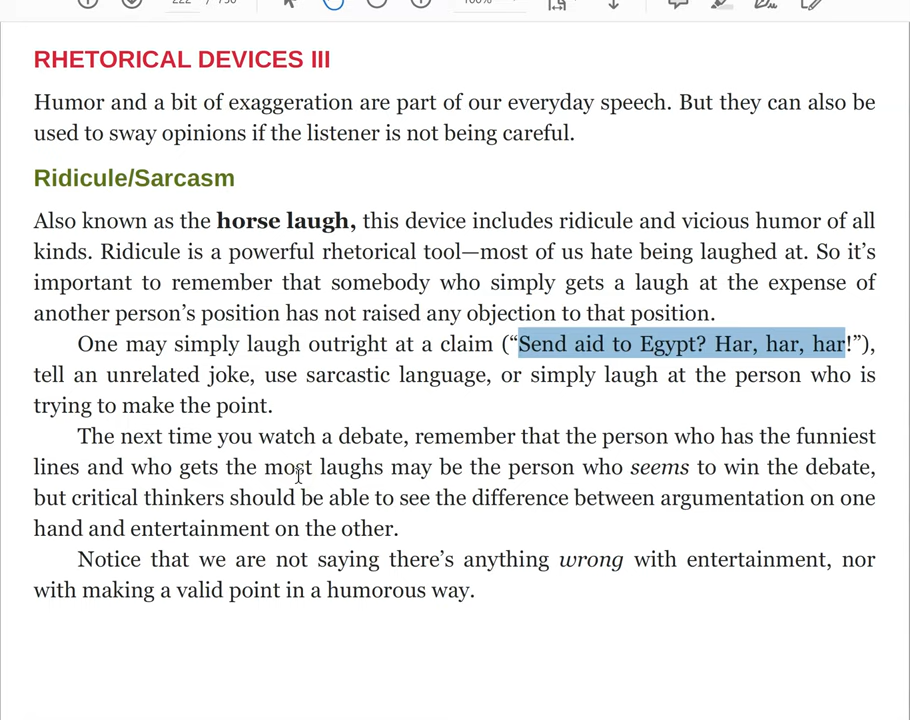 RHETORICAL DEVICES III
Humor and a bit of exaggeration are part of our everyday speech. But they can also be
used to sway opinions if the listener is not being careful.
Ridicule/Sarcasm
Also known as the horse laugh, this device includes ridicule and vicious humor of all
kinds. Ridicule is a powerful rhetorical tool—most of us hate being laughed at. So it’s
important to remember that somebody who simply gets a laugh at the expense of
another person’s position has not raised any objection to that position.
One may simply laugh outright at a claim (“Send aid to Egypt? Har, har, har!”),
tell an unrelated joke, use sarcastic language, or simply laugh at the person who is
trying to make the point.
The next time you watch a debate, remember that the person who has the funniest
lines and who gets the most laughs may be the person who seems to win the debate,
but critical thinkers should be able to see the difference between argumentation on one
hand and entertainment on the other.
Notice that we are not saying there’s anything wrong with entertainment, nor
with making a valid point in a humorous way.